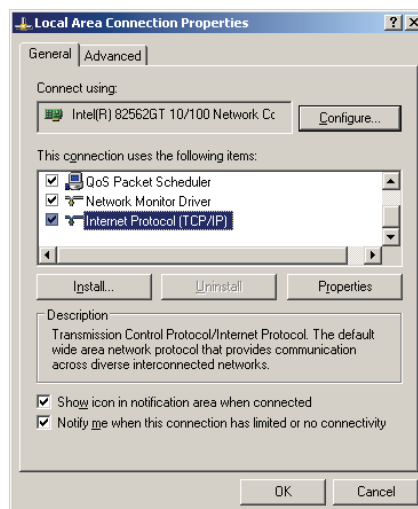 Local Area Connection Properties
General
Advanced
Connect using:
Intel(R) 82562GT 10/100 Network Cc
Configure...
This connection uses the following items:
QoS Packet Scheduler
Network Monitor Driver
Internet Protocol (TCP/IP)
Install...
Uninstall
Properties
Description
Transmission Control Protocol/Internet Protocol. The default
wide area network protocol that provides communication
across diverse interconnected networks.
Show icon in notification area when connected
Notify me when this connection has limited or no connectivity
OK
Cancel